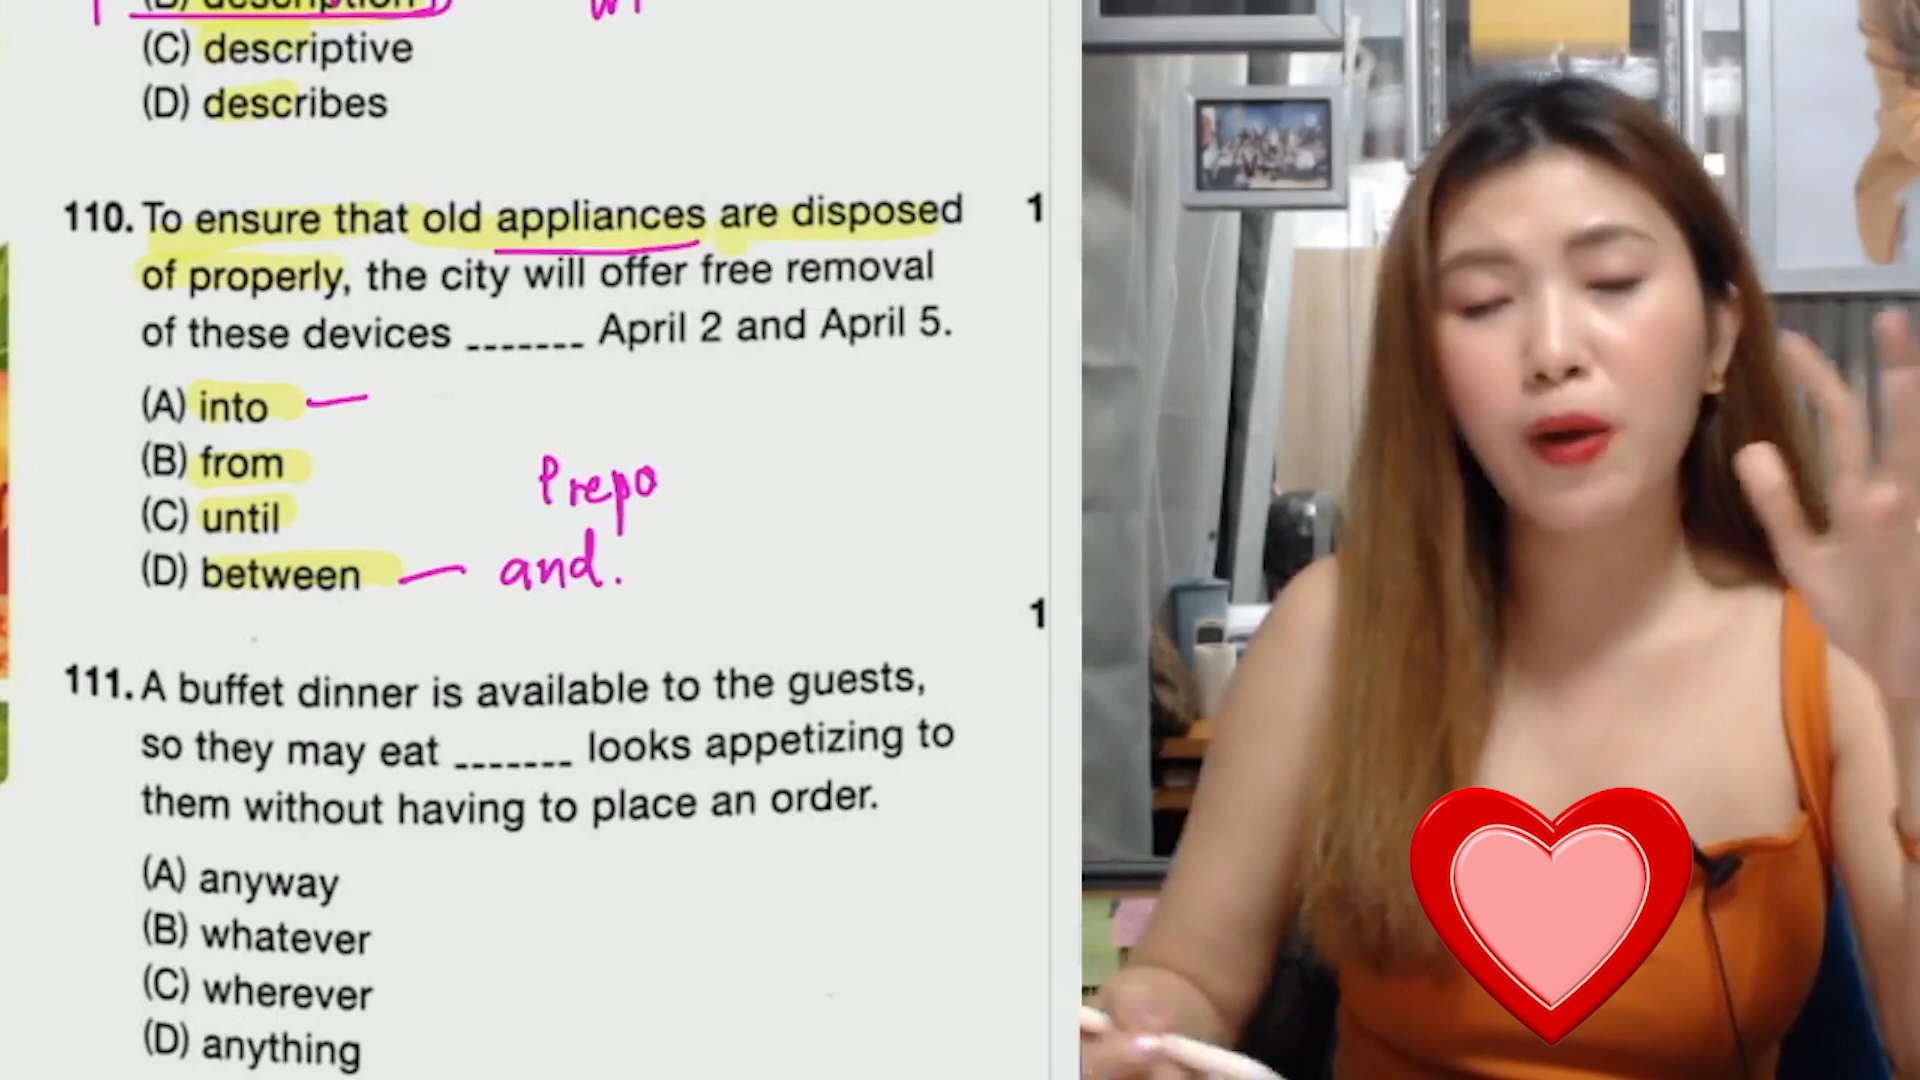 (B) description
(C) descriptive
(D) describes
110. To ensure that old appliances are disposed
of properly, the city will offer free removal
of these devices _______ April 2 and April 5.
(A) into
(B) from
(C) until
(D) between
Prepo
and.
111. A buffet dinner is available to the guests,
so they may eat _______ looks appetizing to
them without having to place an order.
(A) anyway
(B) whatever
(C) wherever
(D) anything
1
1